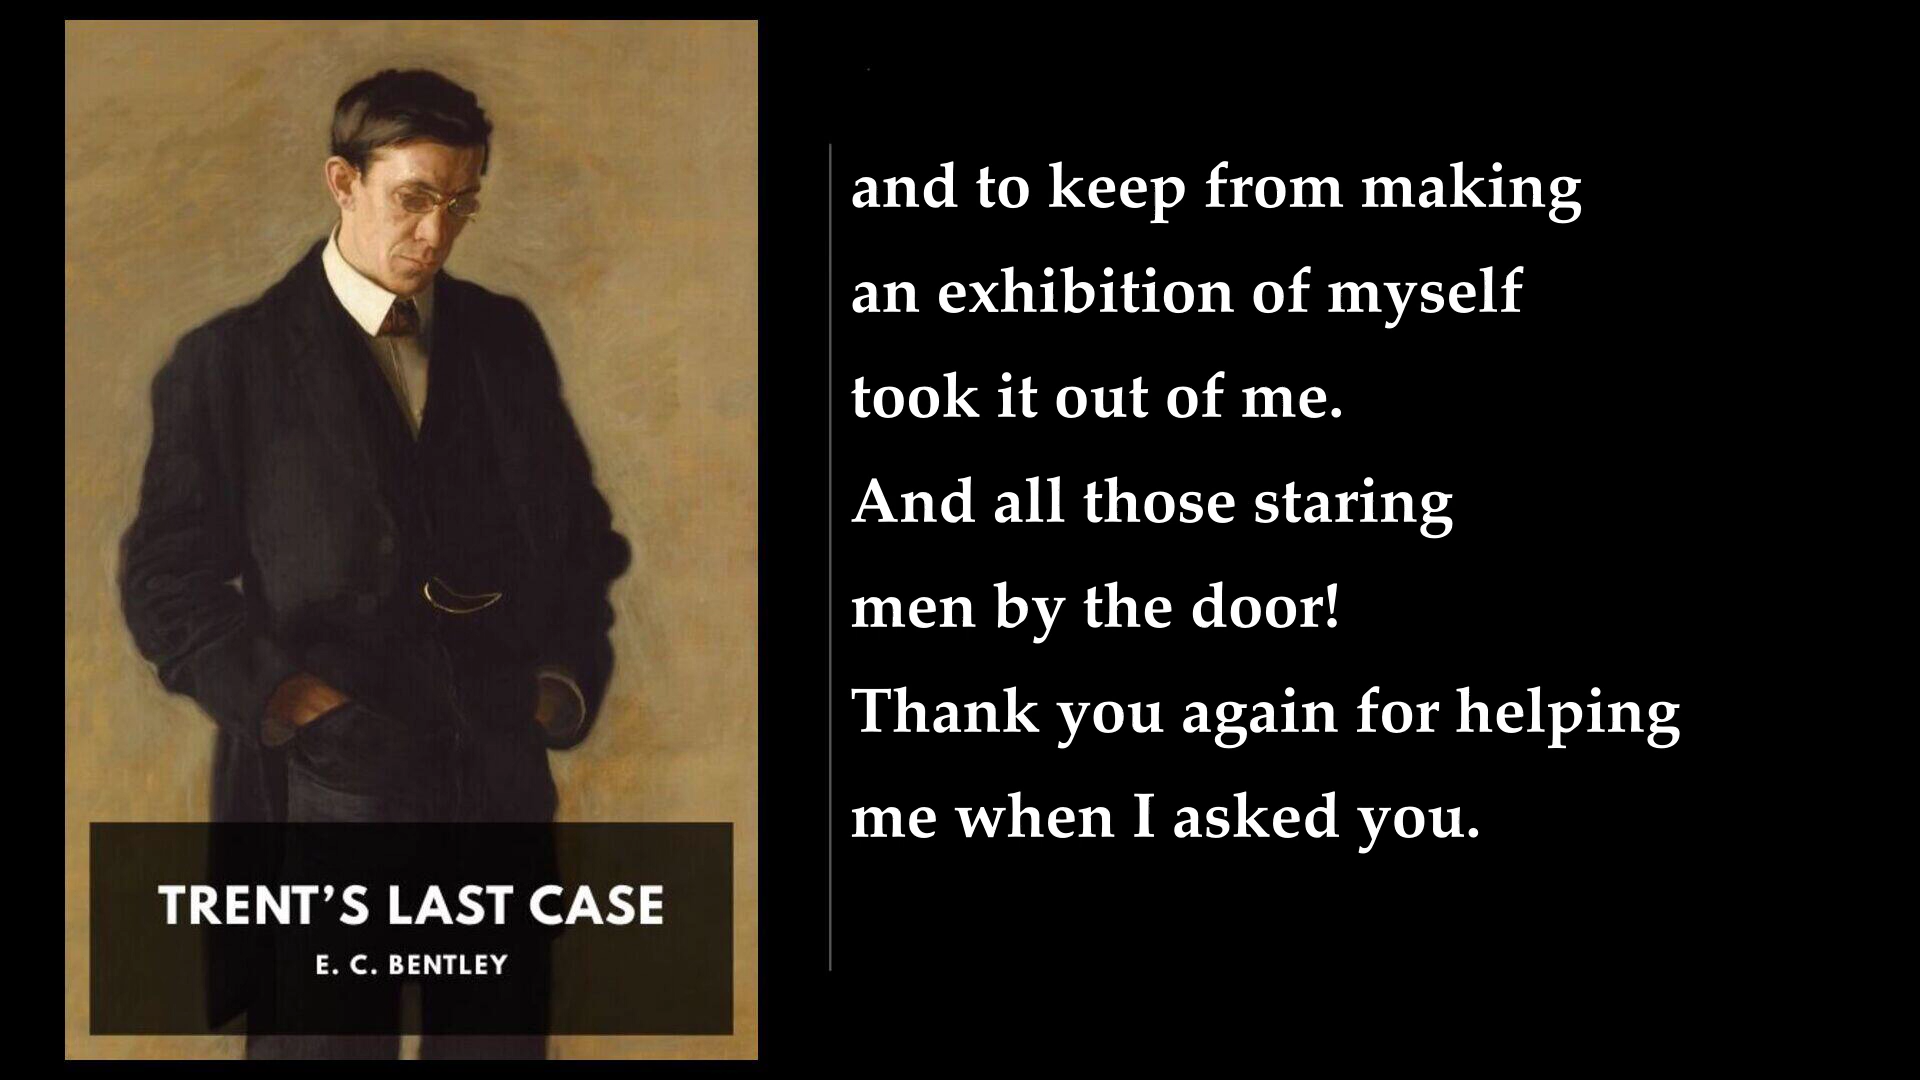 TRENT’S LAST CASE
E. C. BENTLEY
and to keep from making
an exhibition of myself
took it out of me.
And all those staring
men by the door!
Thank you again for helping
me when I asked you.